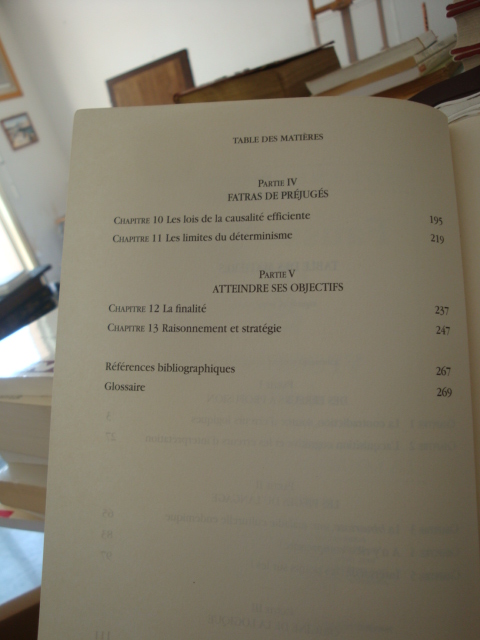 TABLE DES MATIÈRES
PARTIE IV
FATRAS DE PRÉJUGÉS
CHAPITRE 10 Les lois de la causalité efficiente 195
CHAPITRE 11 Les limites du déterminisme 219
PARTIE V
ATTEINDRE SES OBJECTIFS
CHAPITRE 12 La finalité 237
CHAPITRE 13 Raisonnement et stratégie 247
Références bibliographiques 267
Glossaire 269